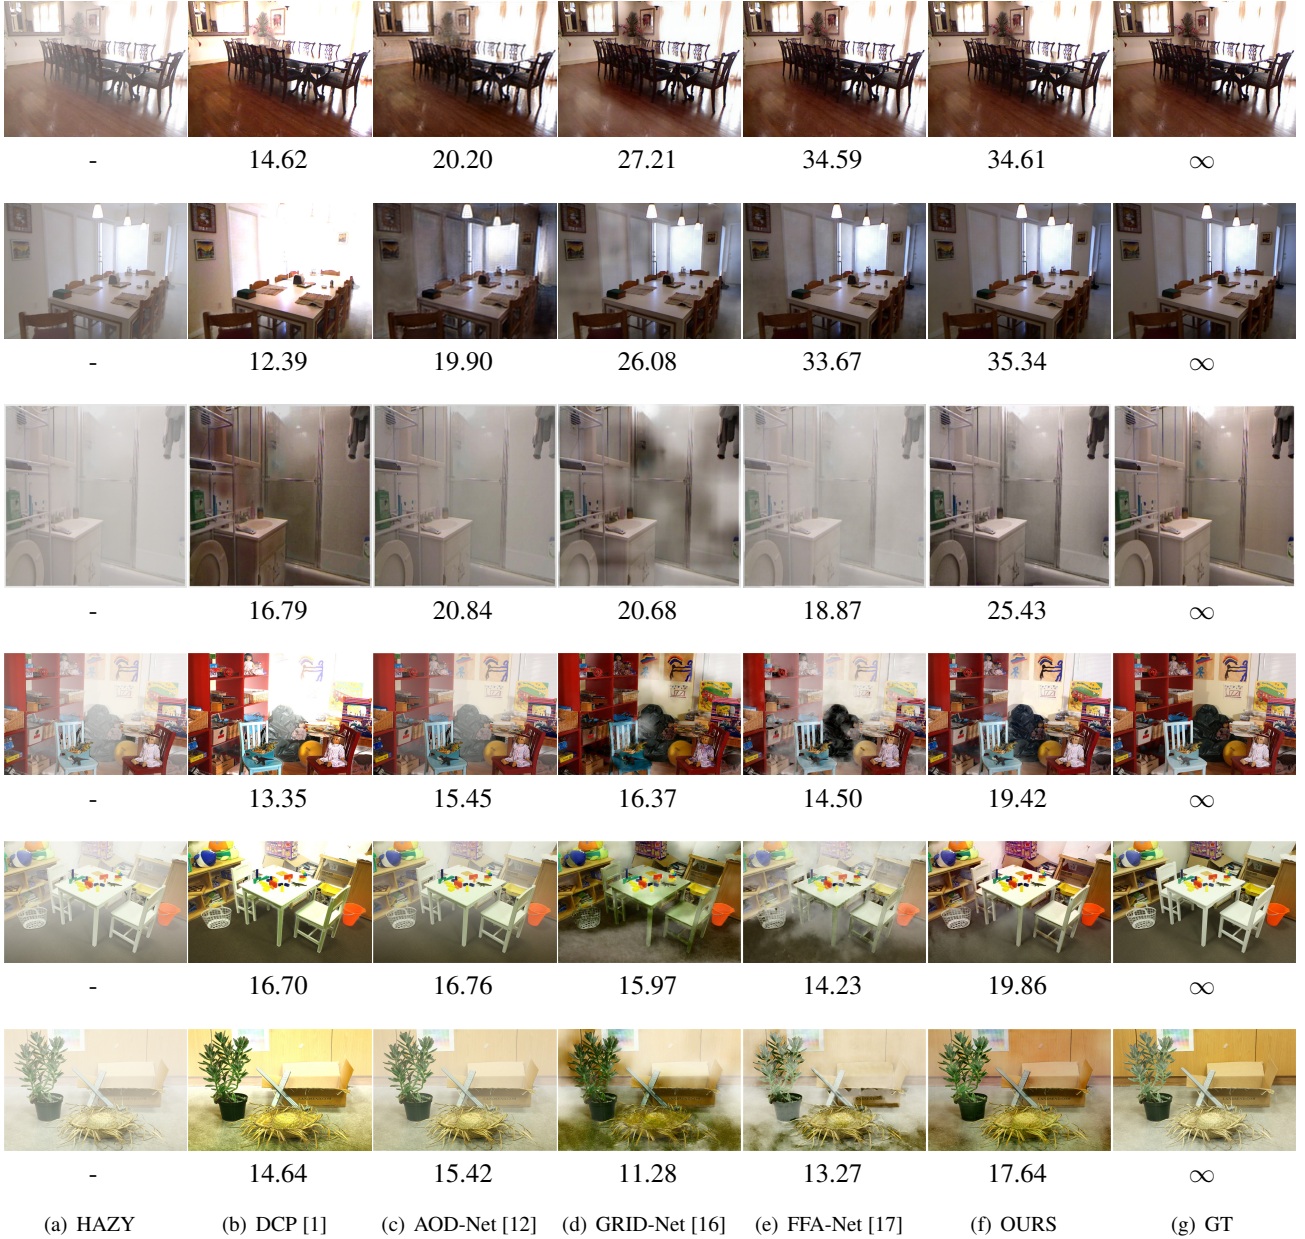 - 14.62 20.20 27.21 34.59 34.61 ∞
- 12.39 19.90 26.08 33.67 35.34 ∞
- 16.79 20.84 20.68 18.87 25.43 ∞
- 13.35 15.45 16.37 14.50 19.42 ∞
- 16.70 16.76 15.97 14.23 19.86 ∞
- 14.64 15.42 11.28 13.27 17.64 ∞
(a) HAZY (b) DCP [1] (c) AOD-Net [12] (d) GRID-Net [16] (e) FFA-Net [17] (f) OURS (g) GT